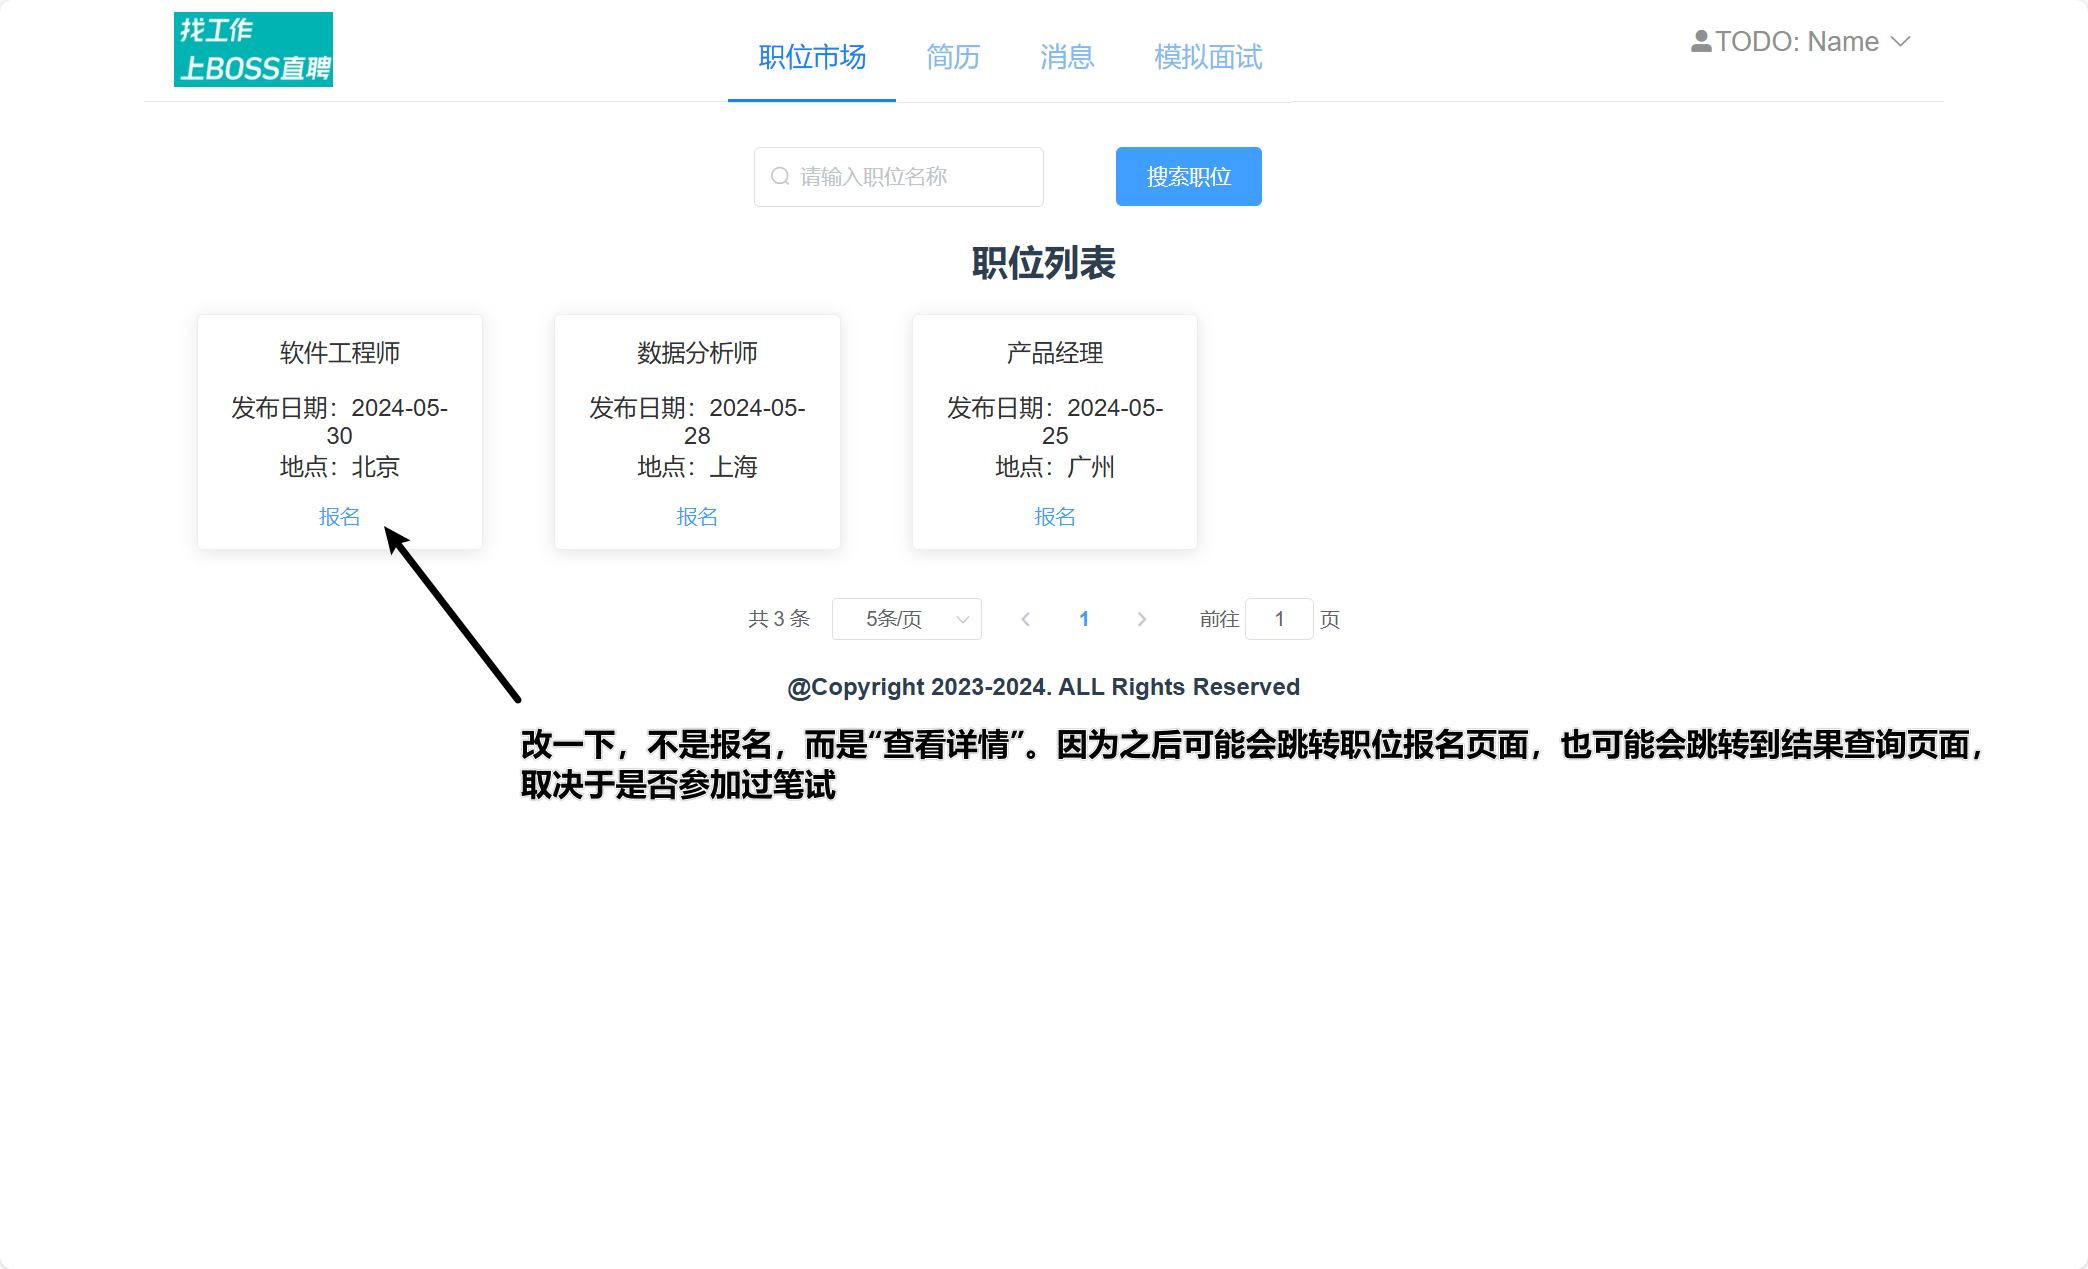 找工作
上BOSS直聘
职位市场 简历 消息 模拟面试
TODO: Name
请输入职位名称
搜索职位
职位列表
软件工程师
发布日期：2024-05-
30
地点：北京
报名
数据分析师
发布日期：2024-05-
28
地点：上海
报名
产品经理
发布日期：2024-05-
25
地点：广州
报名
共 3 条 5条/页 1 前往 1 页
@Copyright 2023-2024. ALL Rights Reserved
改一下，不是报名，而是“查看详情”。因为之后可能会跳转职位报名页面，也可能会跳转到结果查询页面，
取决于是否参加过笔试